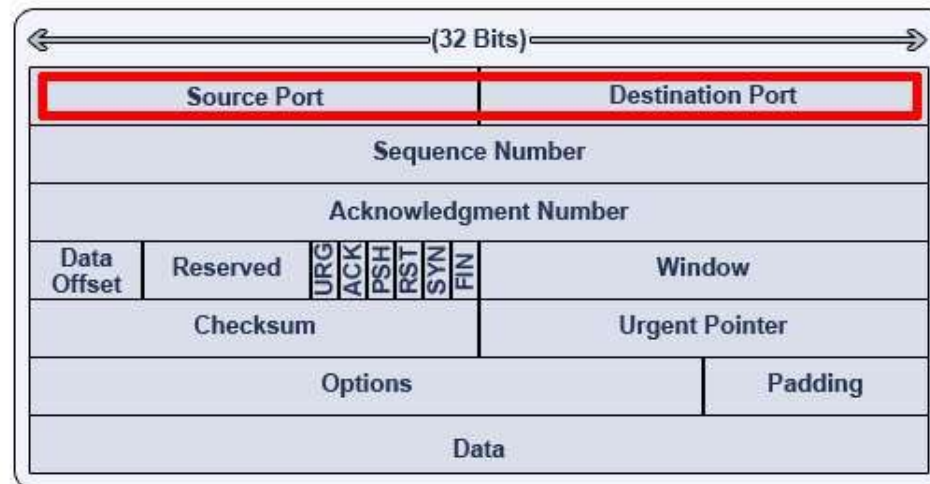 (32 Bits)
Source Port Destination Port
Sequence Number
Acknowledgment Number
Data Offset Reserved URG ACK PSH RST SYN FIN Window
Checksum Urgent Pointer
Options Padding
Data